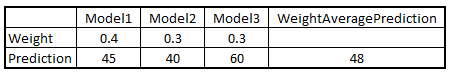 Model1 Model2 Model3 WeightAveragePrediction
Weight 0.4 0.3 0.3
Prediction 45 40 60 48